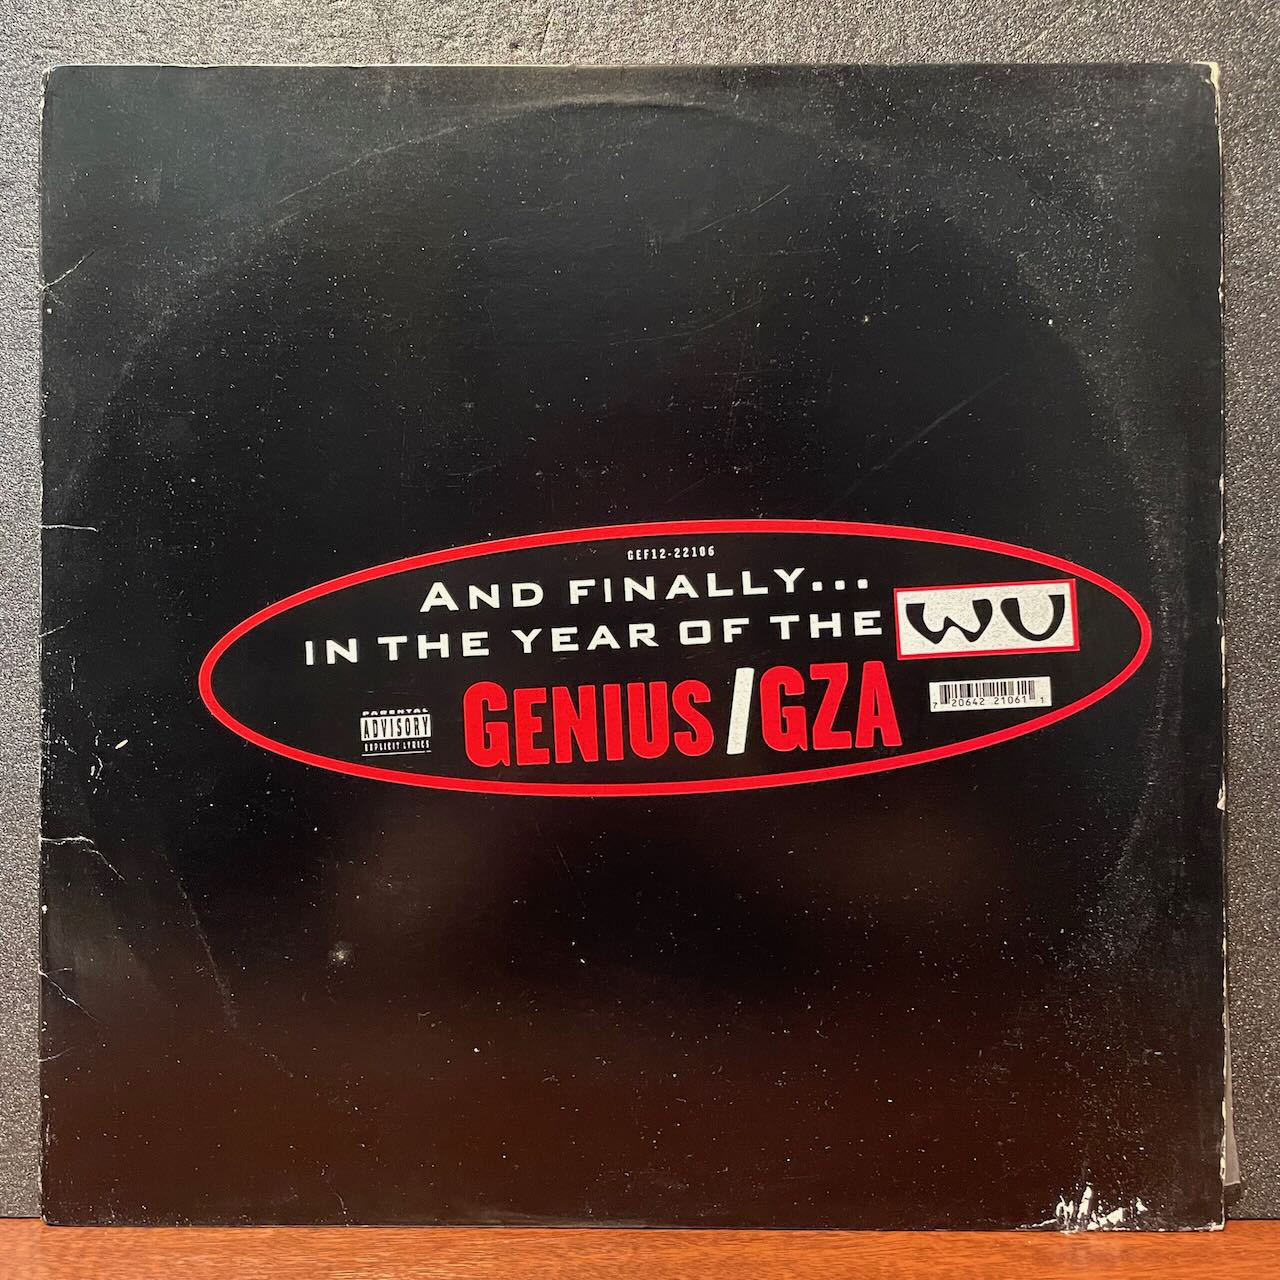 GEF12-22106
AND FINALLY...
IN THE YEAR OF THE WU
GENIUS/GZA
PARENTAL
ADVISORY
EXPLICIT LYRICS
7 20642 21061 1